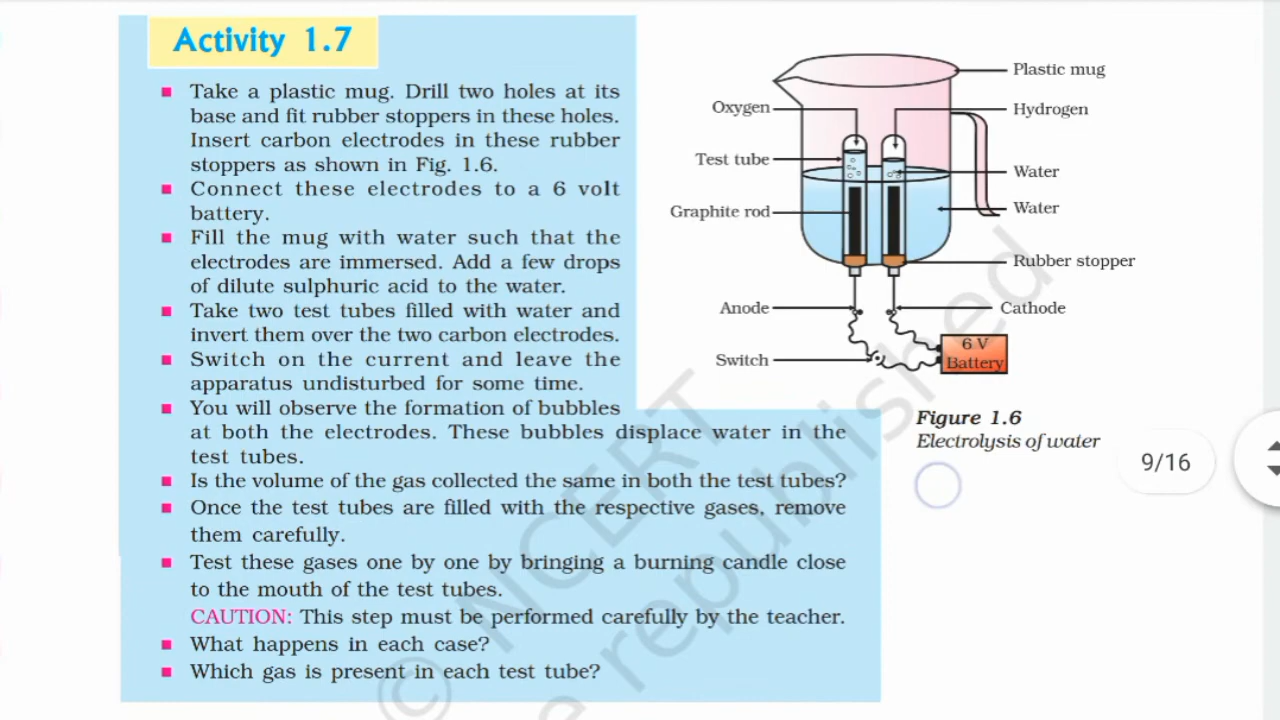 Activity 1.7
Take a plastic mug. Drill two holes at its
base and fit rubber stoppers in these holes.
Insert carbon electrodes in these rubber
stoppers as shown in Fig. 1.6.
Connect these electrodes to a 6 volt
battery.
Fill the mug with water such that the
electrodes are immersed. Add a few drops
of dilute sulphuric acid to the water.
Take two test tubes filled with water and
invert them over the two carbon electrodes.
Switch on the current and leave the
apparatus undisturbed for some time.
You will observe the formation of bubbles
at both the electrodes. These bubbles displace water in the
test tubes.
Is the volume of the gas collected the same in both the test tubes?
Once the test tubes are filled with the respective gases, remove
them carefully.
Test these gases one by one by bringing a burning candle close
to the mouth of the test tubes.
CAUTION: This step must be performed carefully by the teacher.
What happens in each case?
Which gas is present in each test tube?
Plastic mug
Oxygen
Hydrogen
Test tube
Water
Graphite rod
Water
Rubber stopper
Anode
Cathode
Switch
6 V
Battery
Figure 1.6
Electrolysis of water
9/16
© NCERT
e republished